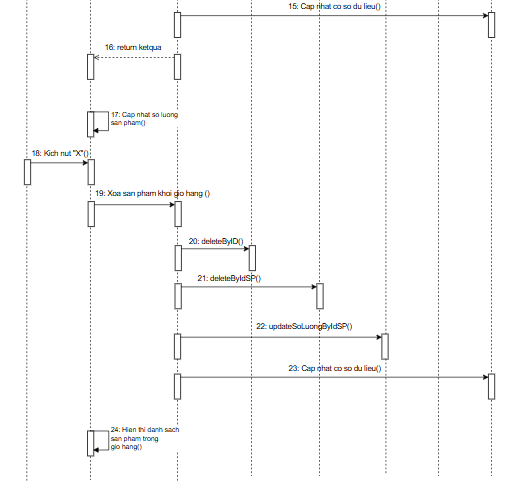 15: Cap nhat co so du lieu()
16: return ketqua
17: Cap nhat so luong
san pham()
18: Kich nut "X"()
19: Xoa san pham khoi gio hang ()
20: deleteByID()
21: deleteByIdSP()
22: updateSoLuongByIdSP()
23: Cap nhat co so du lieu()
24: Hien thi danh sach
san pham trong
gio hang()